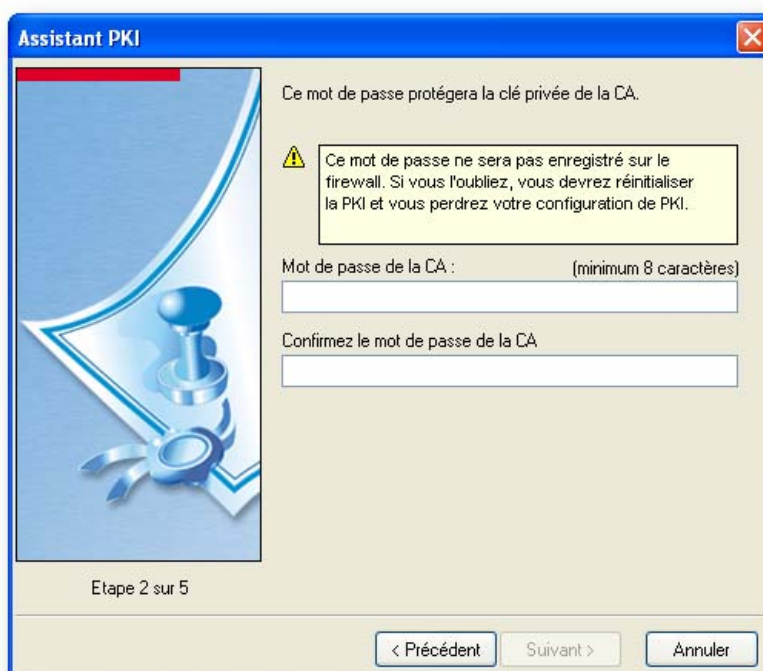 Assistant PKI
Ce mot de passe protégera la clé privée de la CA.
Ce mot de passe ne sera pas enregistré sur le
firewall. Si vous l'oubliez, vous devrez réinitialiser
la PKI et vous perdrez votre configuration de PKI.
Mot de passe de la CA : (minimum 8 caractères)
Confirmez le mot de passe de la CA
Etape 2 sur 5
< Précédent Suivant > Annuler